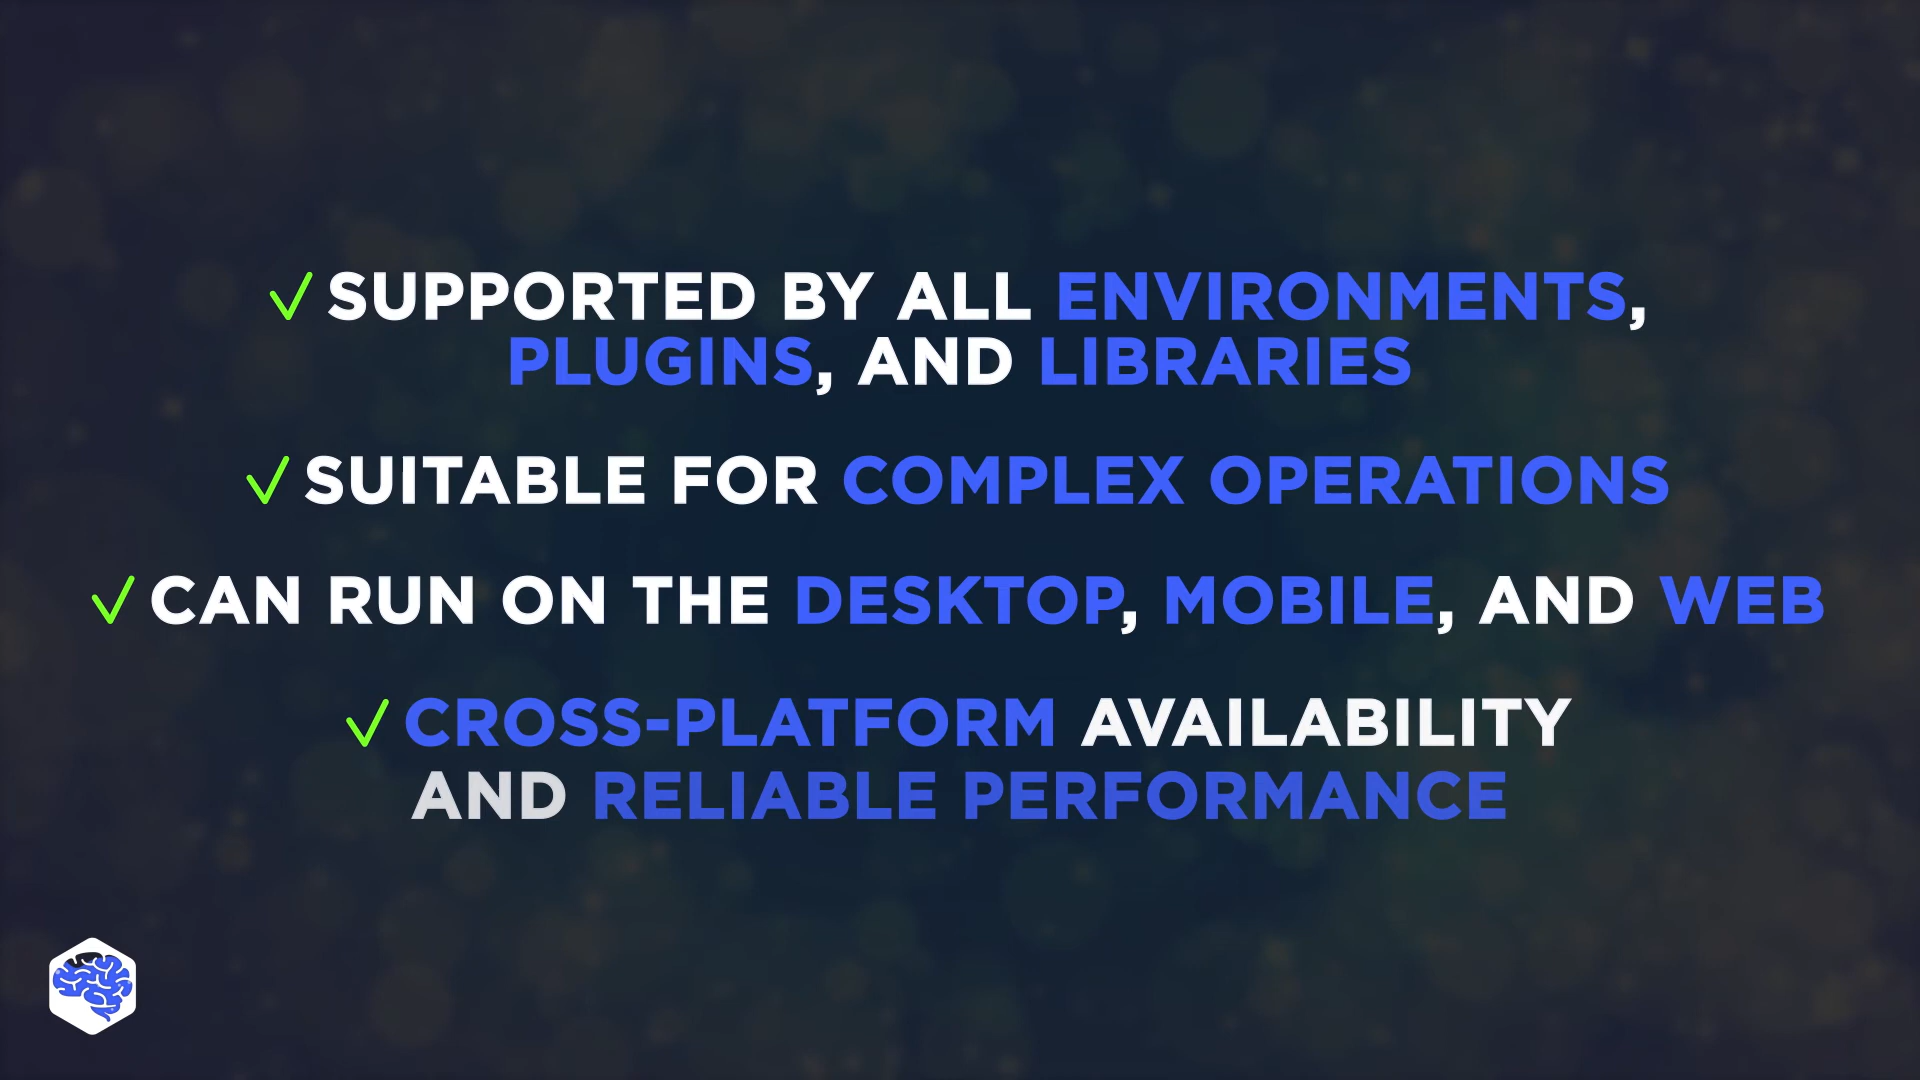 ✓ SUPPORTED BY ALL ENVIRONMENTS,
PLUGINS, AND LIBRARIES
✓ SUITABLE FOR COMPLEX OPERATIONS
✓ CAN RUN ON THE DESKTOP, MOBILE, AND WEB
✓ CROSS-PLATFORM AVAILABILITY
AND RELIABLE PERFORMANCE